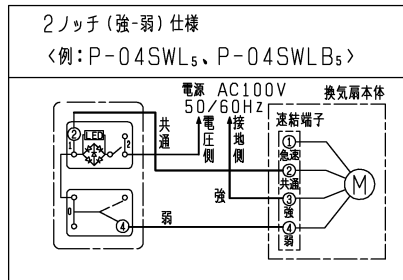 2ノッチ(強-弱)仕様
<例:P-04SWL₅、P-04SWLB₅>
電源 AC100V
50/60Hz
換気扇本体
共通
電圧側
接地側
速結端子
② LED
1
2
① 急速
② 共通
③ 強
④ 弱
M
強
0
④
弱